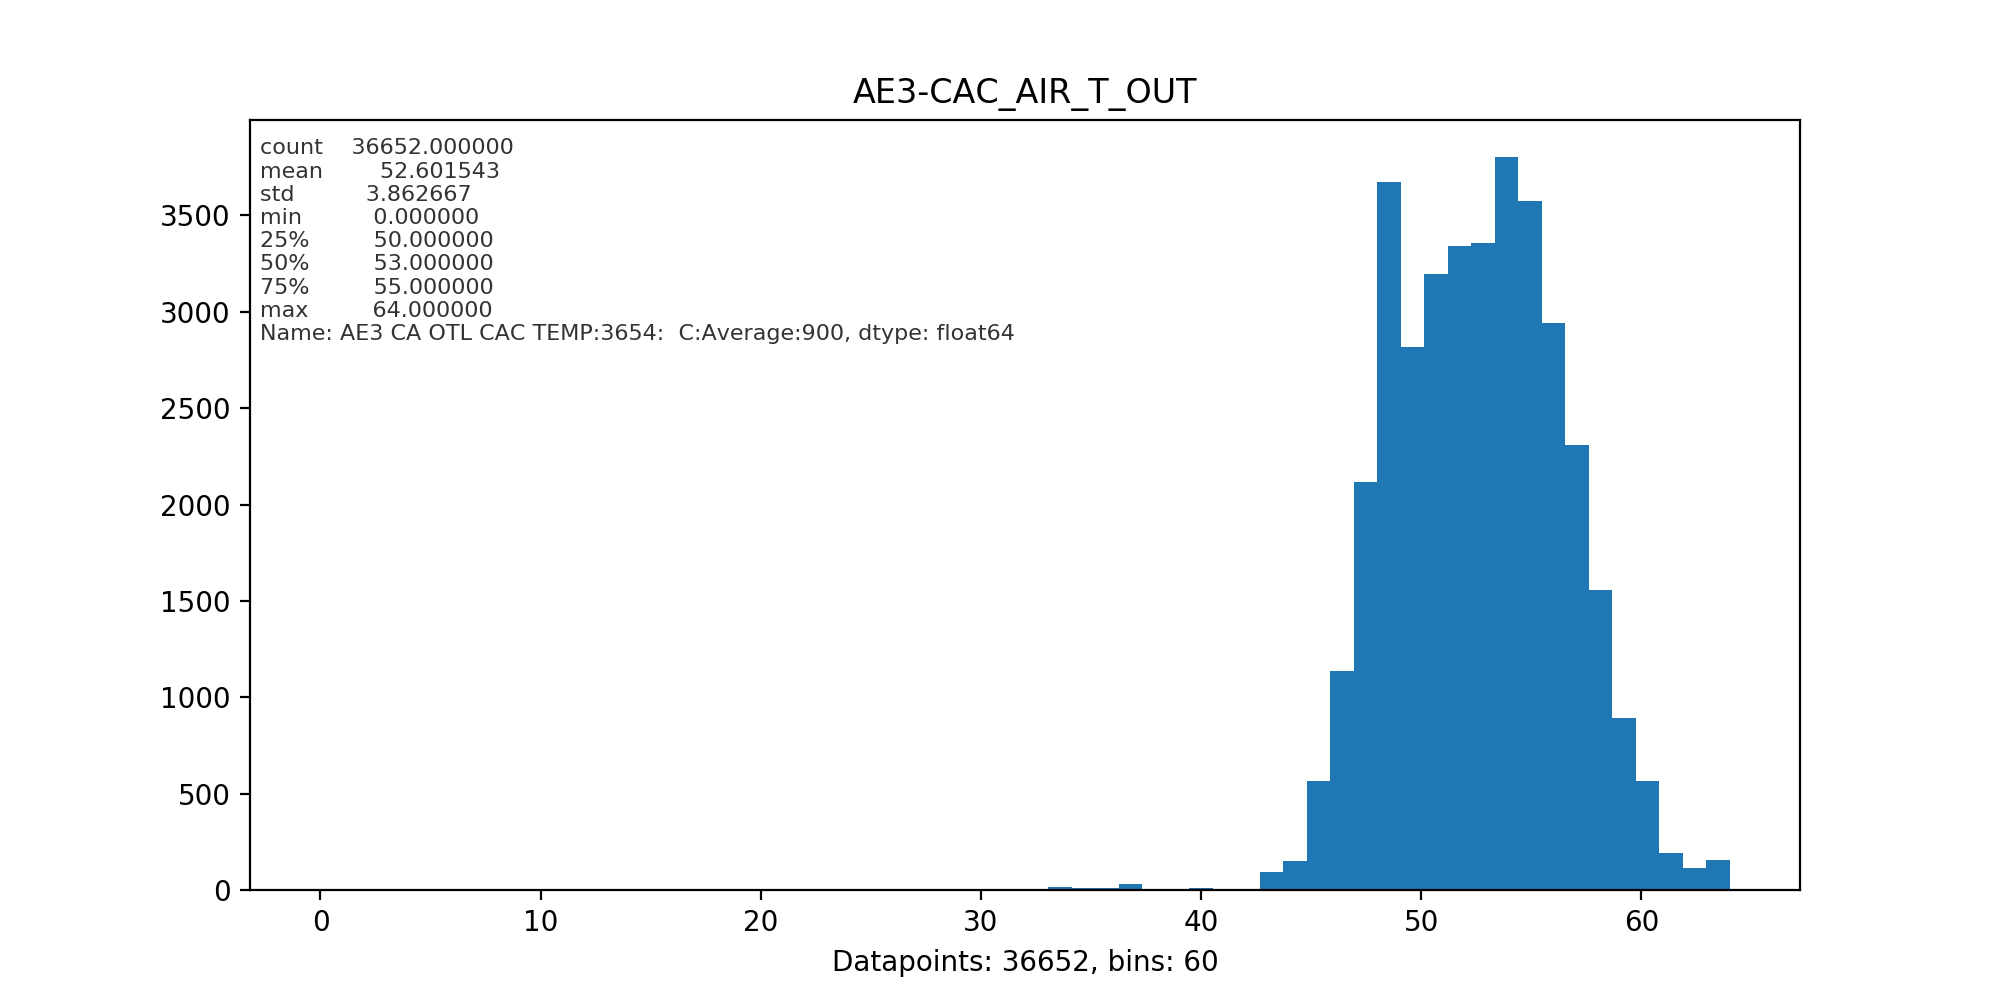 AE3-CAC_AIR_T_OUT
count 36652.000000
mean 52.601543
std 3.862667
min 0.000000
25% 50.000000
50% 53.000000
75% 55.000000
max 64.000000
Name: AE3 CA OTL CAC TEMP:3654: C:Average:900, dtype: float64
3500
3000
2500
2000
1500
1000
500
0
0 10 20 30 40 50 60
Datapoints: 36652, bins: 60